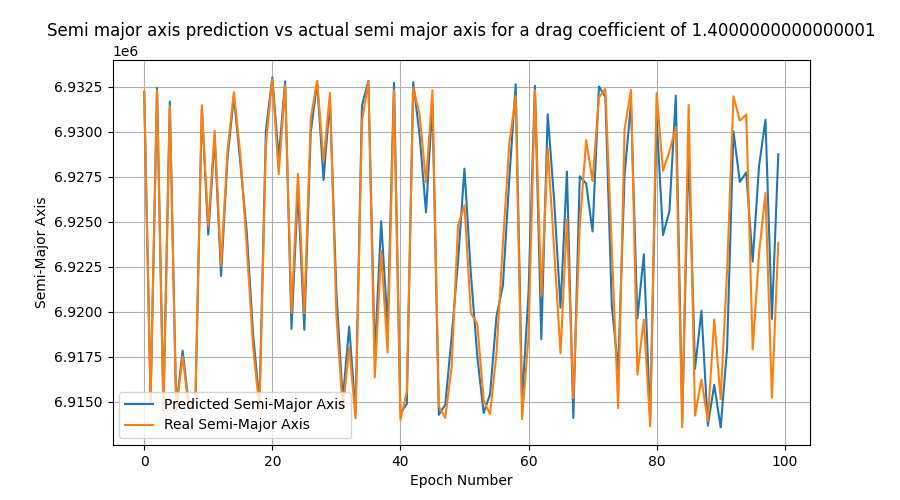 Semi major axis prediction vs actual semi major axis for a drag coefficient of 1.4000000000000001
1e6
6.9325
6.9300
6.9275
6.9250
6.9225
6.9200
6.9175
6.9150
Semi-Major Axis
Predicted Semi-Major Axis
Real Semi-Major Axis
0 20 40 60 80 100
Epoch Number